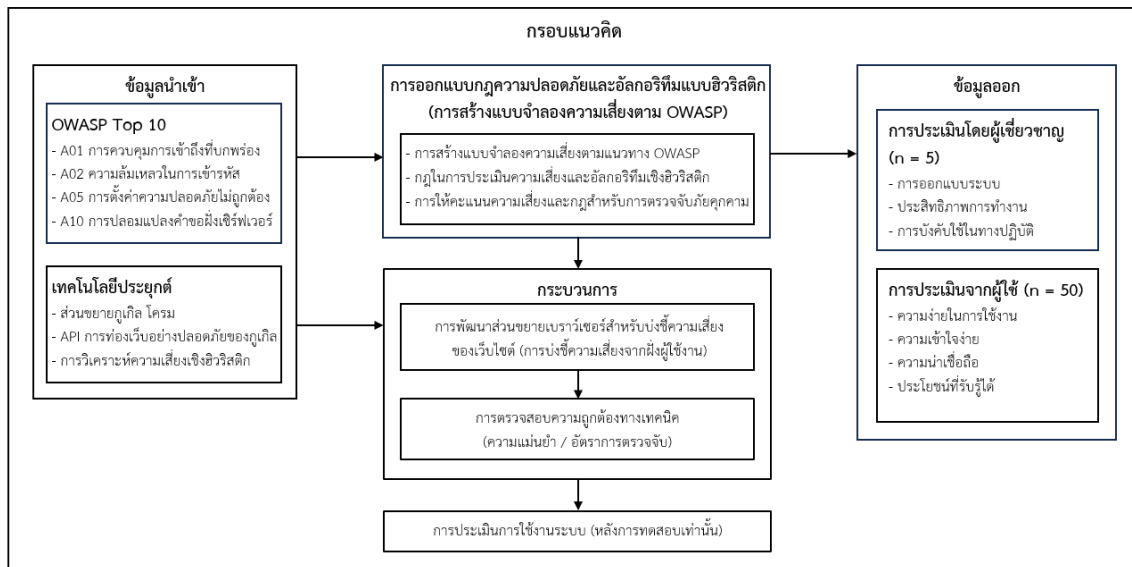 กรอบแนวคิด
ข้อมูลนำเข้า
OWASP Top 10
- A01 การควบคุมการเข้าถึงที่บกพร่อง
- A02 ความล้มเหลวในการเข้ารหัส
- A05 การตั้งค่าความปลอดภัยไม่ถูกต้อง
- A10 การปลอมแปลงคำขอฝั่งเซิร์ฟเวอร์
เทคโนโลยีประยุกต์
- ส่วนขยายกูเกิล โครม
- API การท่องเว็บอย่างปลอดภัยของกูเกิล
- การวิเคราะห์ความเสี่ยงเชิงฮิวริสติก
การออกแบบกฎความปลอดภัยและอัลกอริทึมแบบฮิวริสติก
(การสร้างแบบจำลองความเสี่ยงตาม OWASP)
- การสร้างแบบจำลองความเสี่ยงตามแนวทาง OWASP
- กฎในการประเมินความเสี่ยงและอัลกอริทึมเชิงฮิวริสติก
- การให้คะแนนความเสี่ยงและกฎสำหรับการตรวจจับภัยคุกคาม
กระบวนการ
การพัฒนาส่วนขยายเบราว์เซอร์สำหรับบ่งชี้ความเสี่ยง
ของเว็บไซต์ (การบ่งชี้ความเสี่ยงจากฝั่งผู้ใช้งาน)
การตรวจสอบความถูกต้องทางเทคนิค
(ความแม่นยำ / อัตราการตรวจจับ)
การประเมินการใช้งานระบบ (หลังการทดสอบเท่านั้น)
ข้อมูลออก
การประเมินโดยผู้เชี่ยวชาญ
(n = 5)
- การออกแบบระบบ
- ประสิทธิภาพการทำงาน
- การบังคับใช้ในทางปฏิบัติ
การประเมินจากผู้ใช้ (n = 50)
- ความง่ายในการใช้งาน
- ความเข้าใจง่าย
- ความน่าเชื่อถือ
- ประโยชน์ที่รับรู้ได้